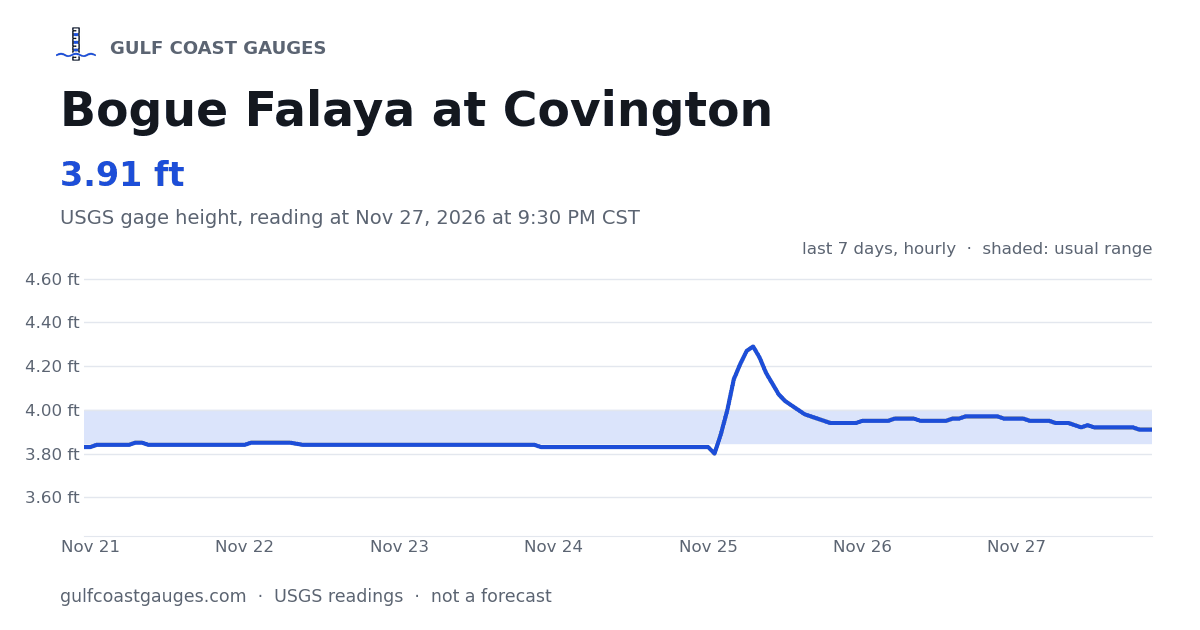 GULF COAST GAUGES
Bogue Falaya at Covington
3.91 ft
USGS gage height, reading at Nov 27, 2026 at 9:30 PM CST
last 7 days, hourly · shaded: usual range
4.60 ft
4.40 ft
4.20 ft
4.00 ft
3.80 ft
3.60 ft
Nov 21 Nov 22 Nov 23 Nov 24 Nov 25 Nov 26 Nov 27
gulfcoastgauges.com · USGS readings · not a forecast